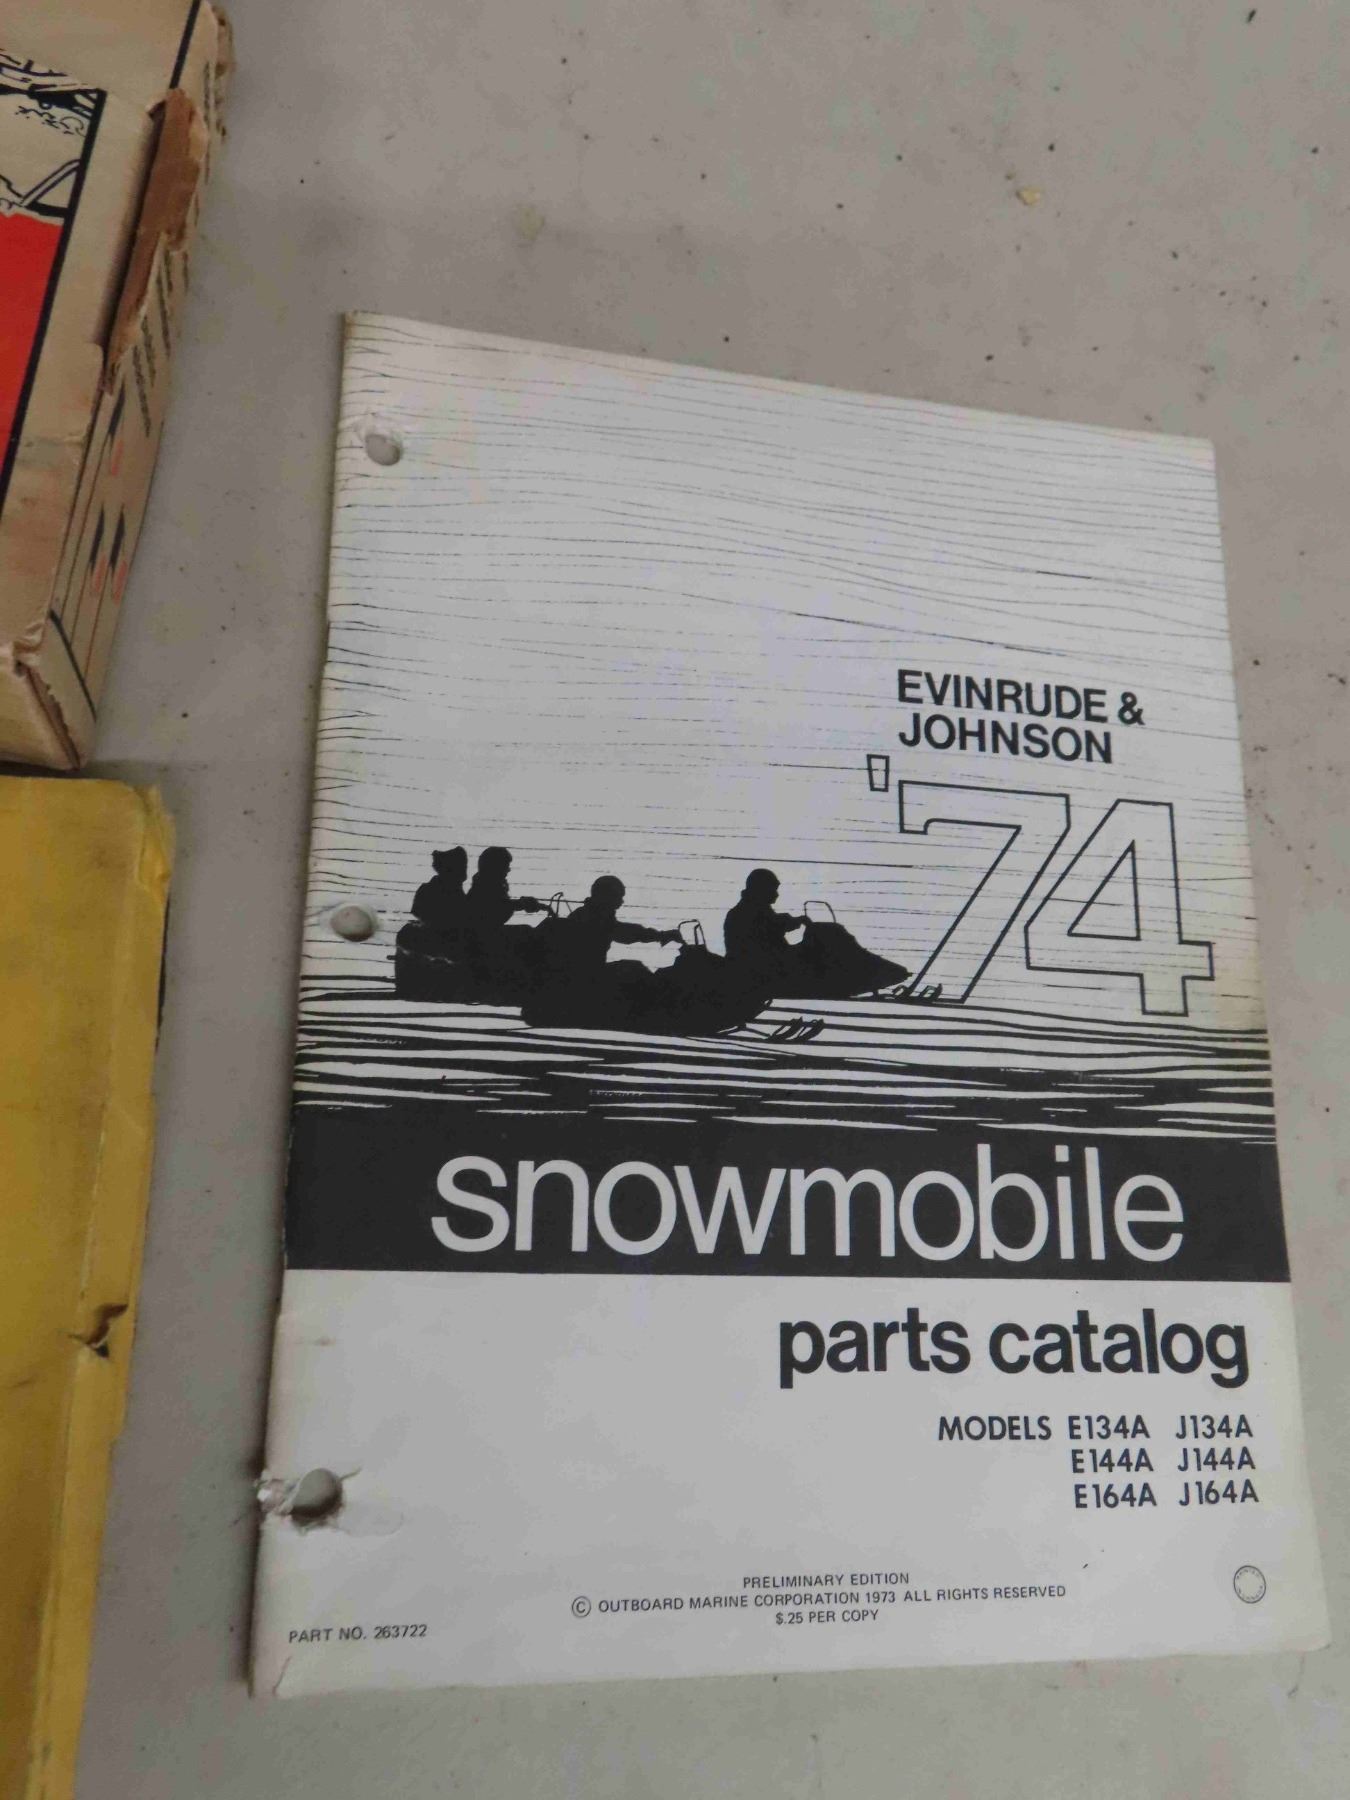 EVINRUDE &
JOHNSON
'74
snowmobile
parts catalog
MODELS E134A J134A
E144A J144A
E164A J164A
PRELIMINARY EDITION
© OUTBOARD MARINE CORPORATION 1973 ALL RIGHTS RESERVED
$.25 PER COPY
PART NO. 263722